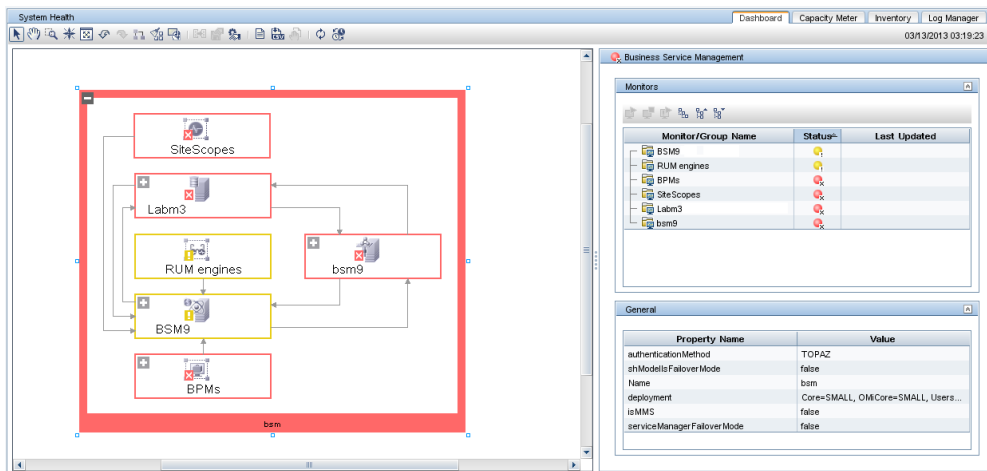 System Health
Dashboard
Capacity Meter
Inventory
Log Manager
03/13/2013 03:19:23
SiteScopes
Labm3
RUM engines
bsm9
BSM9
BPMs
bsm
Business Service Management
Monitors
Monitor/Group Name Status Last Updated
BSM9
RUM engines
BPMs
SiteScopes
Labm3
bsm9
General
Property Name Value
authenticationMethod TOPAZ
shModelIsFailoverMode false
Name bsm
deployment Core=SMALL, OMiCore=SMALL, Users...
isMMS false
serviceManagerFailoverMode false